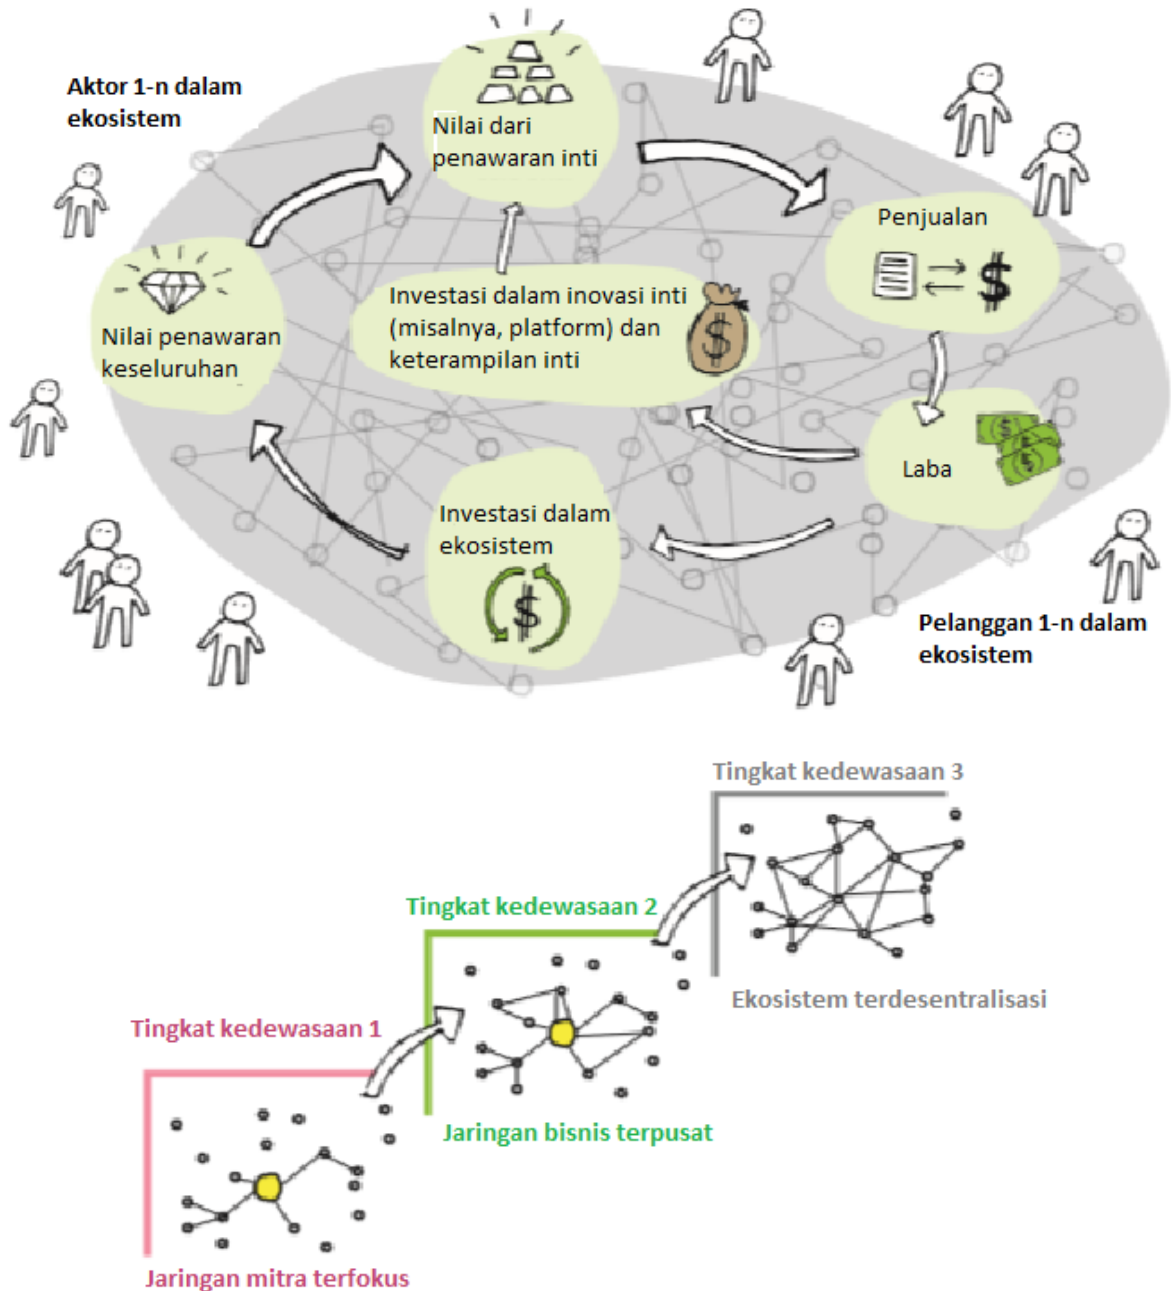 Aktor 1-n dalam
ekosistem
Nilai dari
penawaran inti
Penjualan
$
Investasi dalam inovasi inti
(misalnya, platform) dan
keterampilan inti
$
Nilai penawaran
keseluruhan
Laba
$
$
$
Investasi dalam
ekosistem
$
Pelanggan 1-n dalam
ekosistem
Tingkat kedewasaan 3
Tingkat kedewasaan 2
Ekosistem terdesentralisasi
Tingkat kedewasaan 1
Jaringan bisnis terpusat
Jaringan mitra terfokus